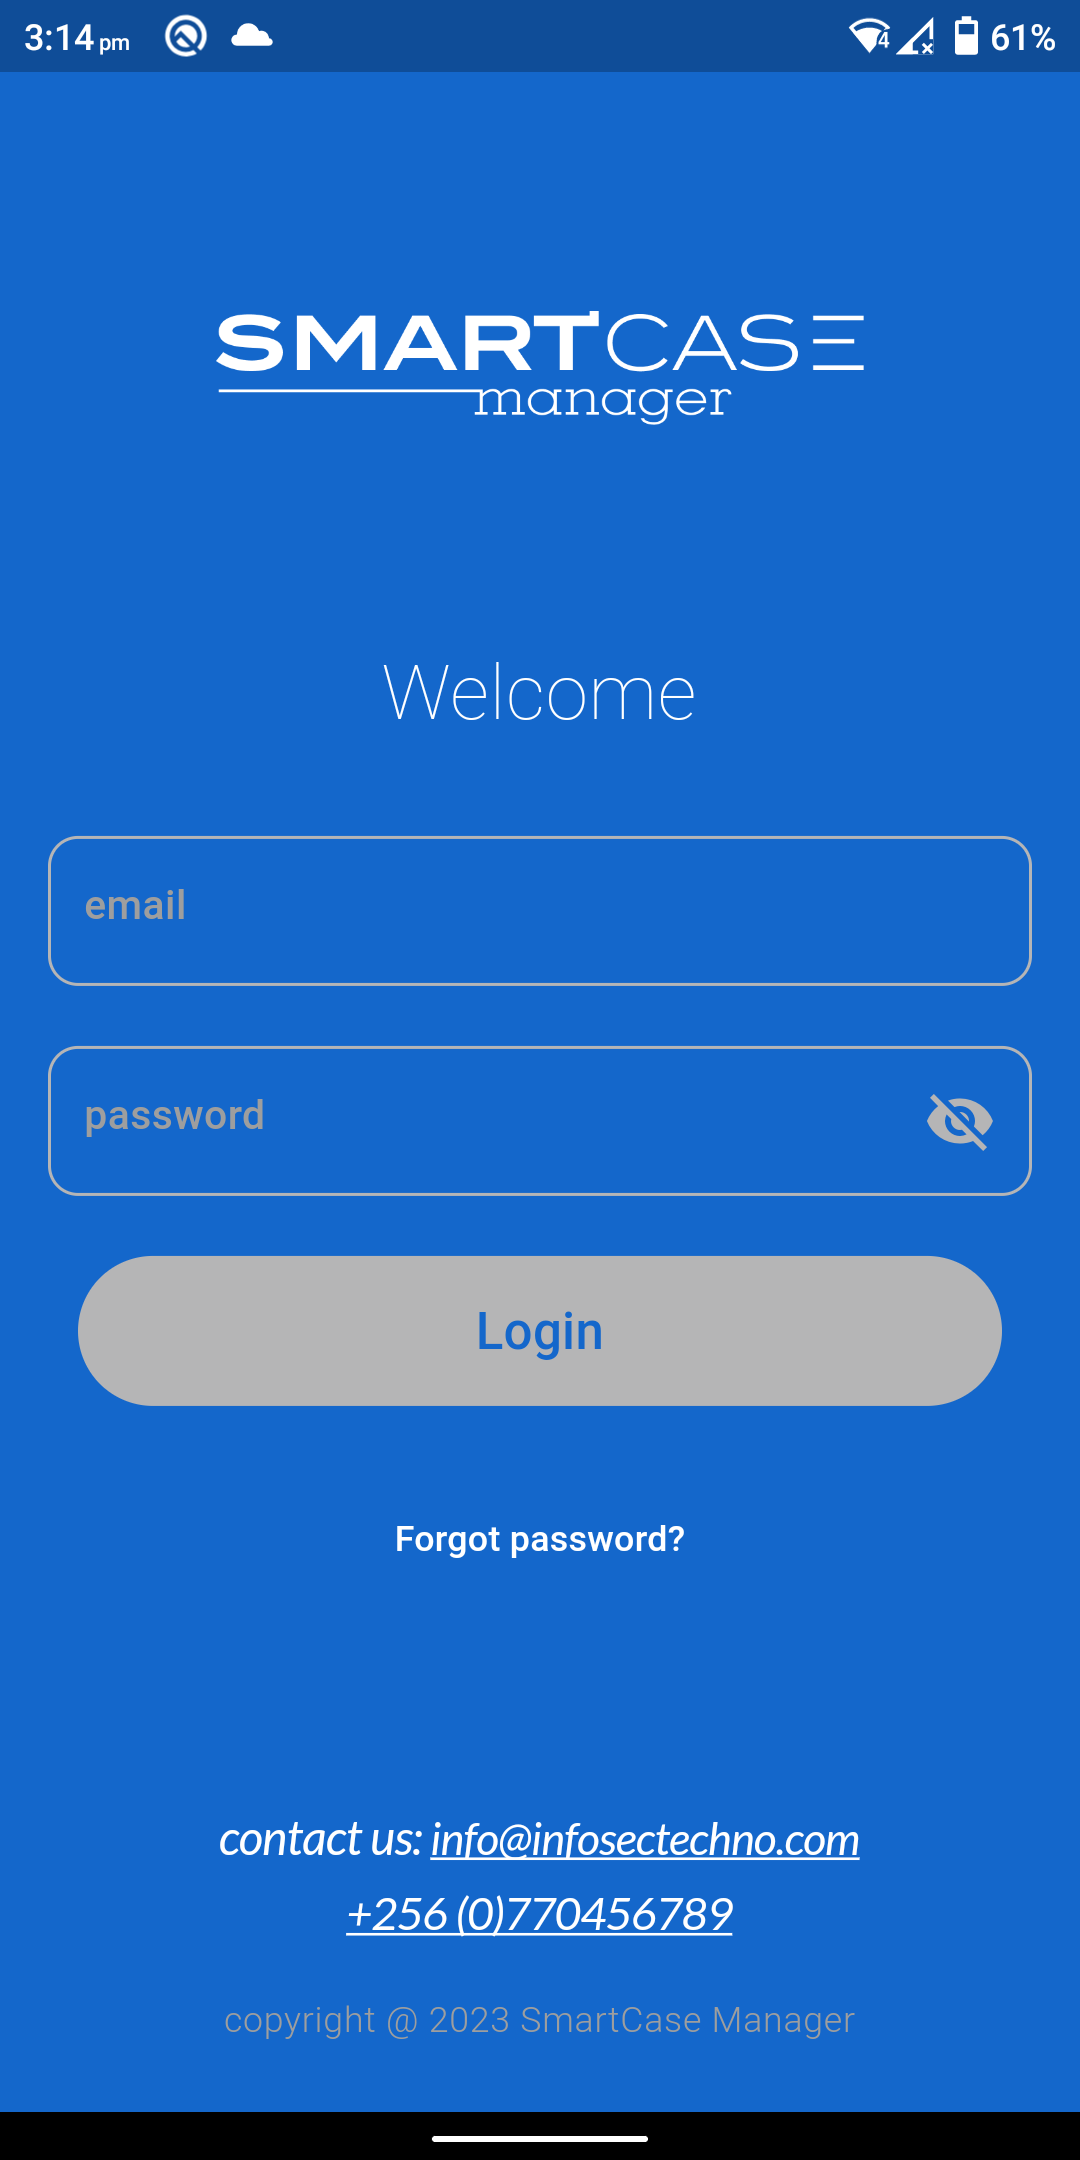 3:14 pm 4 61%
SMARTCASE
manager
Welcome
email
password
Login
Forgot password?
contact us: info@infosectechno.com
+256 (0)770456789
copyright @ 2023 SmartCase Manager